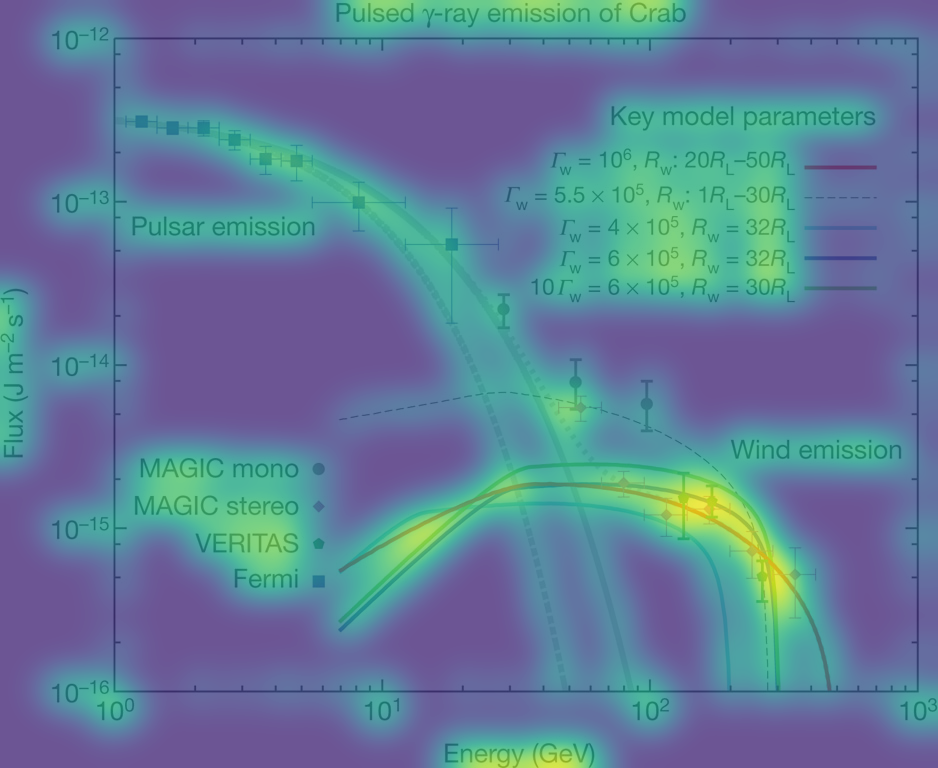 Pulsed γ-ray emission of Crab
10⁻¹²
Key model parameters
Γw = 10⁶, Rw: 20RL–50RL
Γw = 5.5 × 10⁵, Rw: 1RL–30RL
10⁻¹³
Pulsar emission
Γw = 4 × 10⁵, Rw = 32RL
Γw = 6 × 10⁵, Rw = 32RL
10Γw = 6 × 10⁵, Rw = 30RL
Flux (J m⁻² s⁻¹)
10⁻¹⁴
Wind emission
MAGIC mono
MAGIC stereo
10⁻¹⁵
VERITAS
Fermi
10⁻¹⁶
10⁰ 10¹ 10² 10³
Energy (GeV)